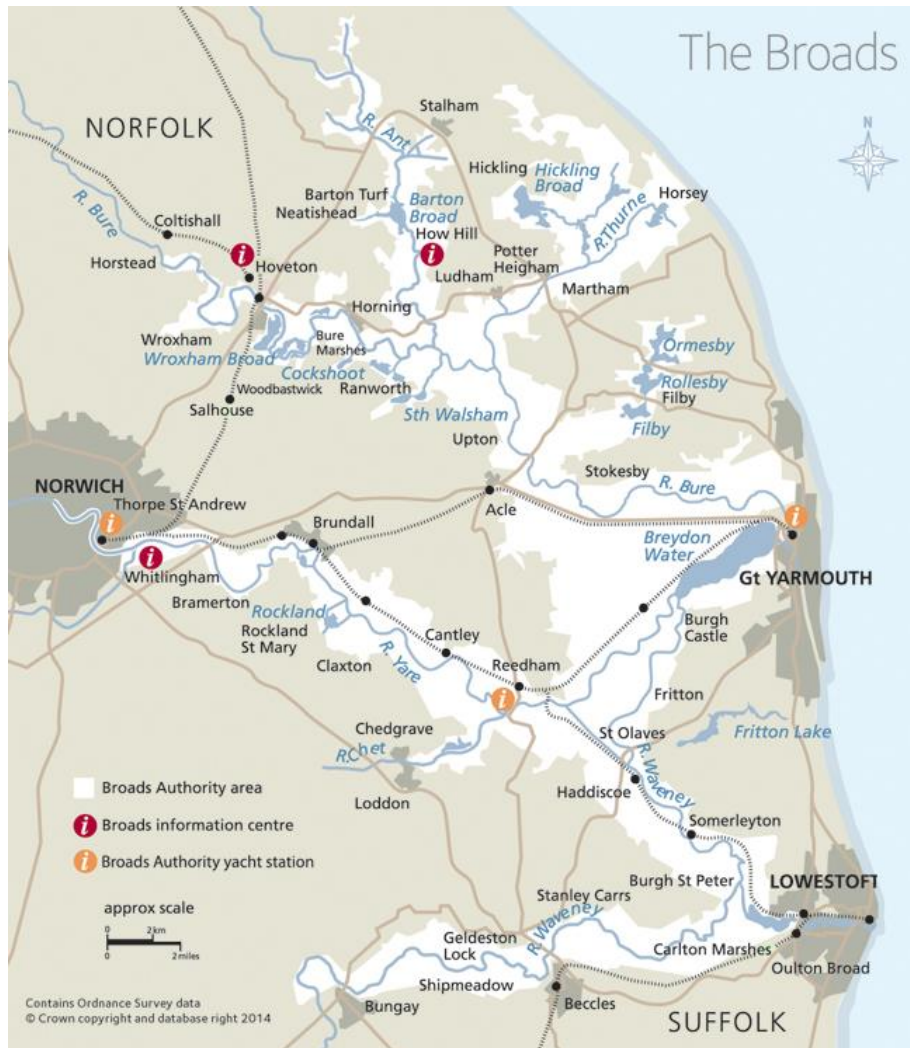 The Broads
NORFOLK
Stalham
R. Ant
N
Hickling
Hickling
Broad
Horsey
R. Bure
Barton Turf
Neatishead
Barton
Broad
R.Thurne
Coltishall
How Hill
i
i
Potter
Heigham
Horstead
Hoveton
Ludham
Martham
Horning
Wroxham
Bure
Marshes
Ormesby
Wroxham Broad
Cockshoot
Woodbastwick
Ranworth
Rollesby
Filby
Salhouse
Sth Walsham
Filby
Upton
Stokesby
NORWICH
R. Bure
Thorpe St Andrew
Acle
i
Brundall
i
Breydon
Water
i
Whitlingham
Gt YARMOUTH
Bramerton
Rockland
Rockland
St Mary
Cantley
Burgh
Castle
Claxton
R. Yare
Reedham
i
Fritton
Chedgrave
St Olaves
Fritton Lake
R.Chet
R.Waveney
Haddiscoe
Loddon
Somerleyton
Broads Authority area
i Broads information centre
i Broads Authority yacht station
Burgh St Peter
LOWESTOFT
Stanley Carrs
approx scale
0 2km
0 2miles
R.Waveney
Geldeston
Lock
Carlton Marshes
Oulton Broad
Shipmeadow
Bungay
Beccles
SUFFOLK
Contains Ordnance Survey data
© Crown copyright and database right 2014